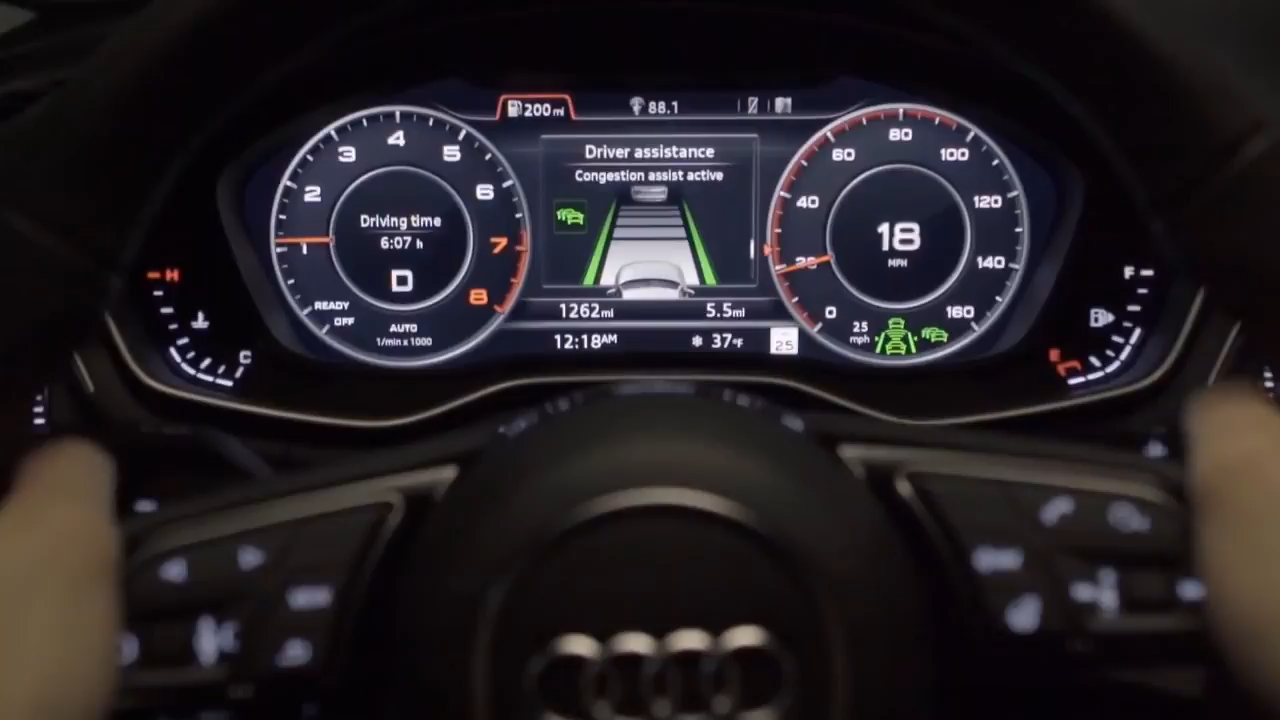 200 mi
88.1
Driver assistance
Congestion assist active
1 2 3 4 5 6 7 8
Driving time
6:07 h
D
READY
OFF
AUTO
1/min x 1000
0 20 40 60 80 100 120 140 160
18
MPH
25
mph
1262mi
5.5mi
12:18AM
37°F
25
H
C
F